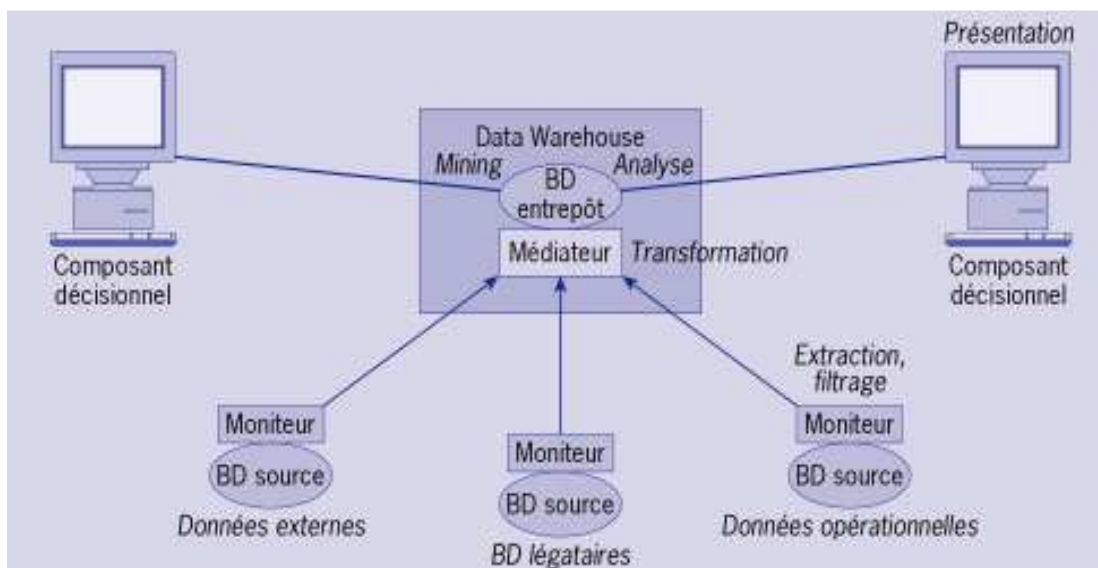 Présentation
Data Warehouse
Mining
Analyse
BD
entrepôt
Médiateur
Transformation
Composant
décisionnel
Composant
décisionnel
Extraction,
filtrage
Moniteur
BD source
Données externes
Moniteur
BD source
BD légataires
Moniteur
BD source
Données opérationnelles